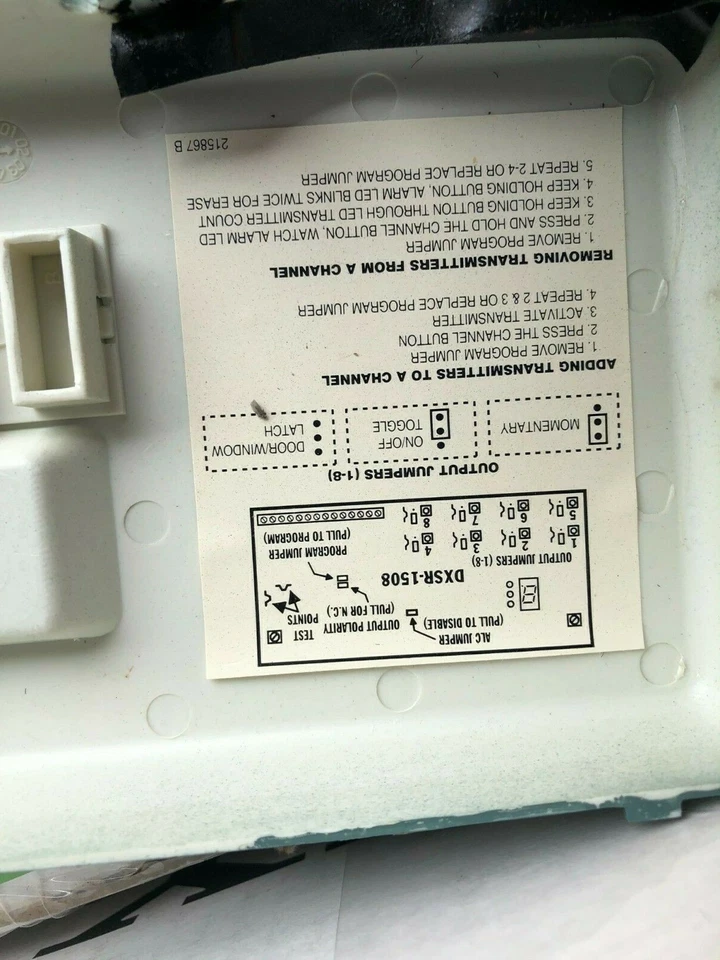 ALC JUMPER
(PULL TO DISABLE)
OUTPUT POLARITY
(PULL FOR N.C.)
TEST
POINTS
DXSR-1508
PROGRAM JUMPER
(PULL TO PROGRAM)
OUTPUT JUMPERS (1-8)
1 2 3 4
5 6 7 8
OUTPUT JUMPERS (1-8)
MOMENTARY
ON/OFF
TOGGLE
DOOR/WINDOW
LATCH
ADDING TRANSMITTERS TO A CHANNEL
1. REMOVE PROGRAM JUMPER
2. PRESS THE CHANNEL BUTTON
3. ACTIVATE TRANSMITTER
4. REPEAT 2 & 3 OR REPLACE PROGRAM JUMPER
REMOVING TRANSMITTERS FROM A CHANNEL
1. REMOVE PROGRAM JUMPER
2. PRESS AND HOLD THE CHANNEL BUTTON, WATCH ALARM LED
3. KEEP HOLDING BUTTON THROUGH LED TRANSMITTER COUNT
4. KEEP HOLDING BUTTON, ALARM LED BLINKS TWICE FOR ERASE
5. REPEAT 2-4 OR REPLACE PROGRAM JUMPER
215867 B